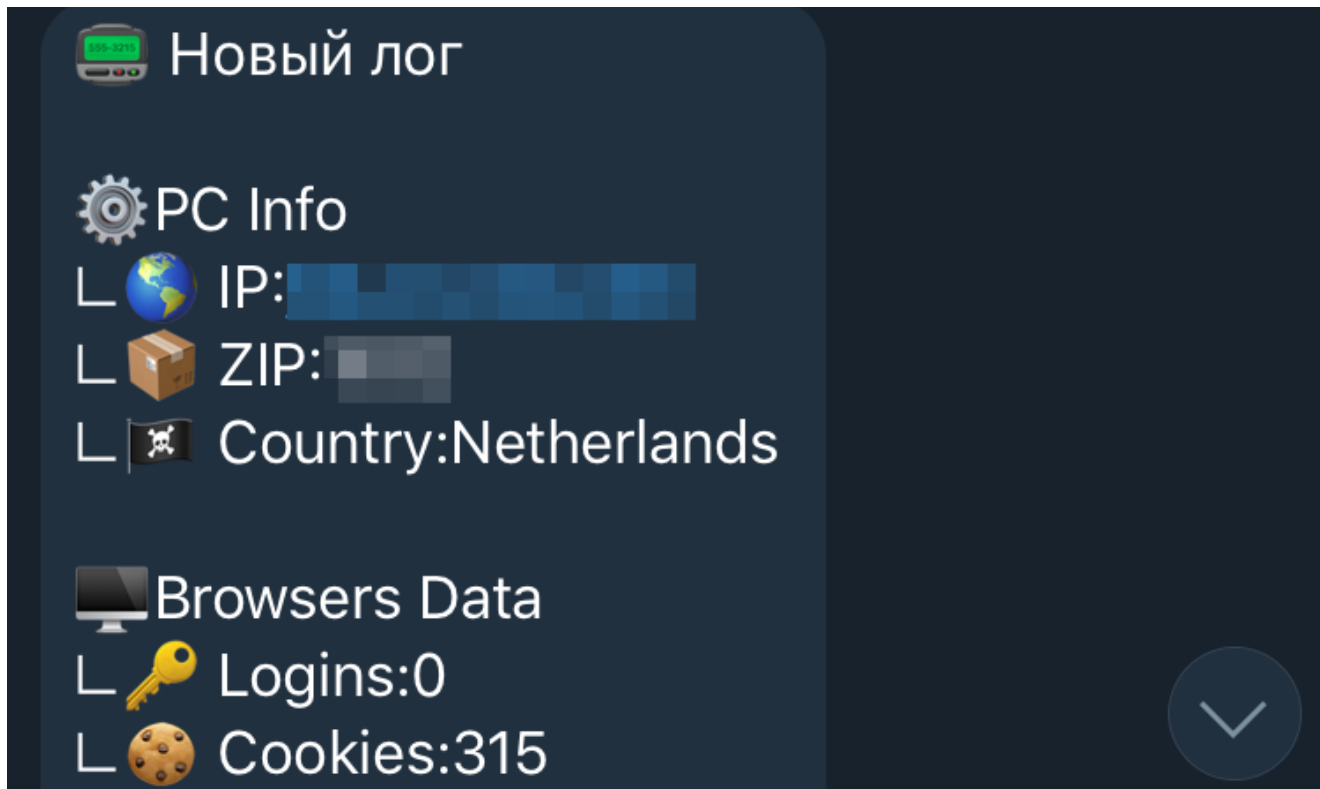 Новый лог
PC Info
IP:
ZIP:
Country:Netherlands
Browsers Data
Logins:0
Cookies:315